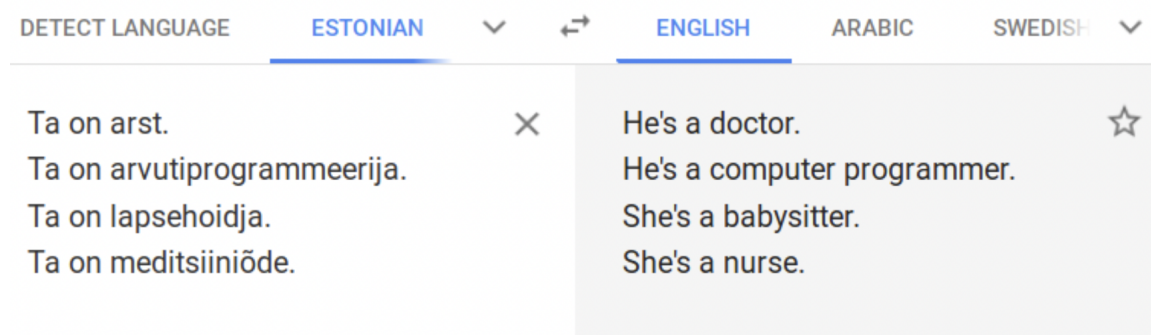 DETECT LANGUAGE ESTONIAN ENGLISH ARABIC SWEDISH
Ta on arst.
Ta on arvutiprogrammeerija.
Ta on lapsehoidja.
Ta on meditsiiniõde.
He's a doctor.
He's a computer programmer.
She's a babysitter.
She's a nurse.